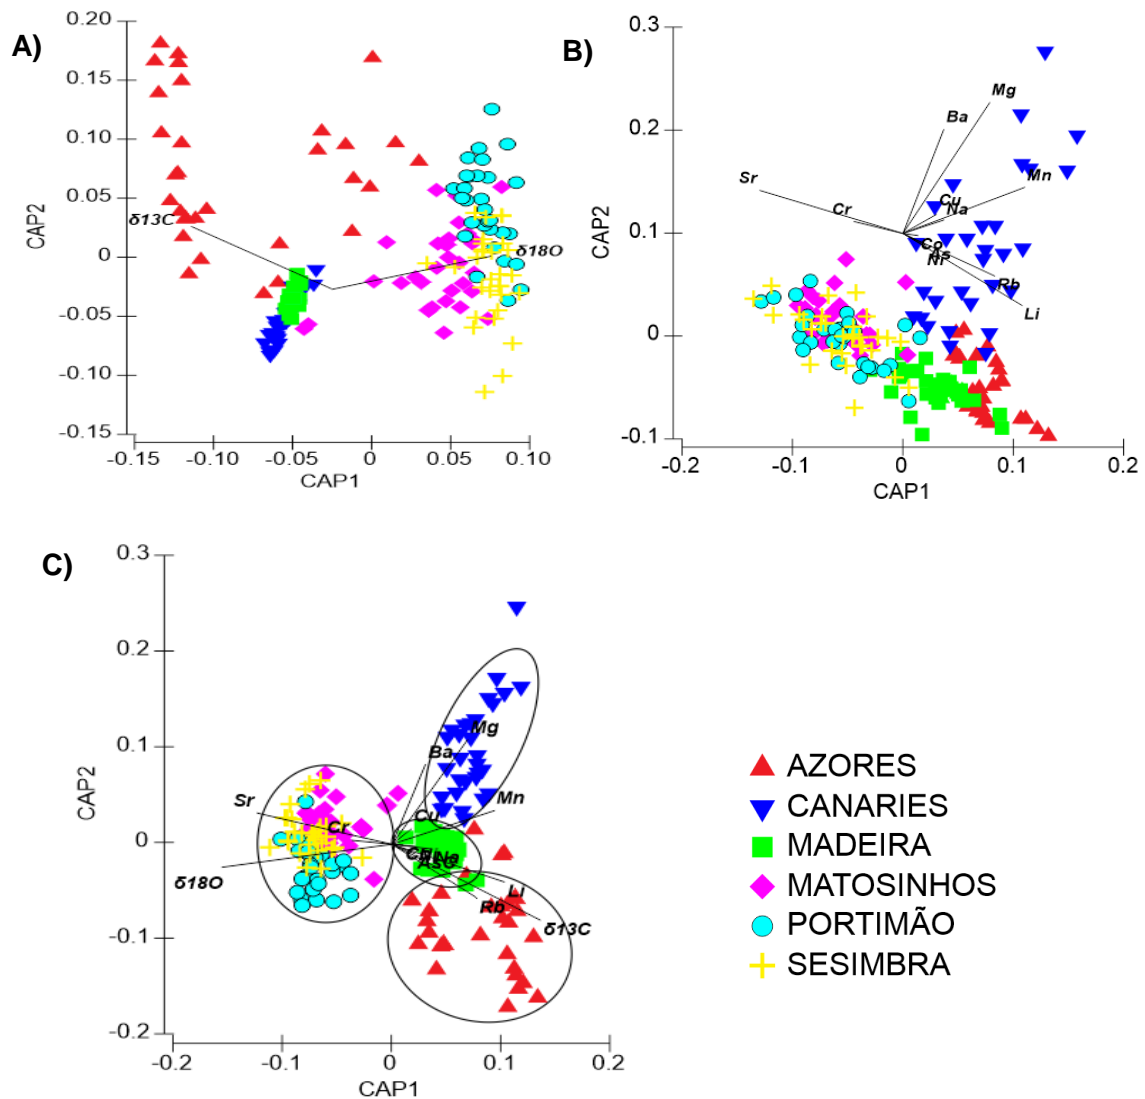 A)
0.20
0.15
0.10
0.05
0
-0.05
-0.10
-0.15
CAP2
δ13C
δ18O
-0.15
-0.10
-0.05
0
0.05
0.10
CAP1
B)
0.3
0.2
0.1
0
-0.1
CAP2
Mg
Ba
Sr
Mn
Cu
Cr
Na
Co
As
Ni
Rb
Li
-0.2
-0.1
0
0.1
0.2
CAP1
C)
0.3
0.2
0.1
0
-0.1
-0.2
CAP2
Mg
Ba
Sr
Mn
Cu
Cr
Na
δ18O
Li
Rb
δ13C
-0.2
-0.1
0
0.1
0.2
CAP1
AZORES
CANARIES
MADEIRA
MATOSINHOS
PORTIMÃO
SESIMBRA